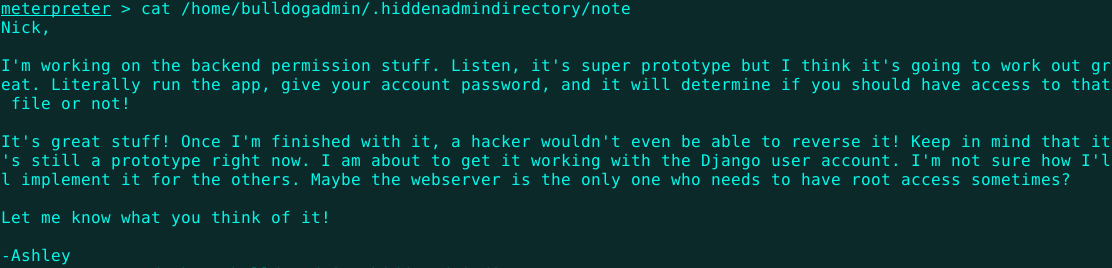 meterpreter > cat /home/bulldogadmin/.hiddenadmindirectory/note
Nick,
I'm working on the backend permission stuff. Listen, it's super prototype but I think it's going to work out gr
eat. Literally run the app, give your account password, and it will determine if you should have access to that
 file or not!
It's great stuff! Once I'm finished with it, a hacker wouldn't even be able to reverse it! Keep in mind that it
's still a prototype right now. I am about to get it working with the Django user account. I'm not sure how I'l
l implement it for the others. Maybe the webserver is the only one who needs to have root access sometimes?
Let me know what you think of it!
-Ashley